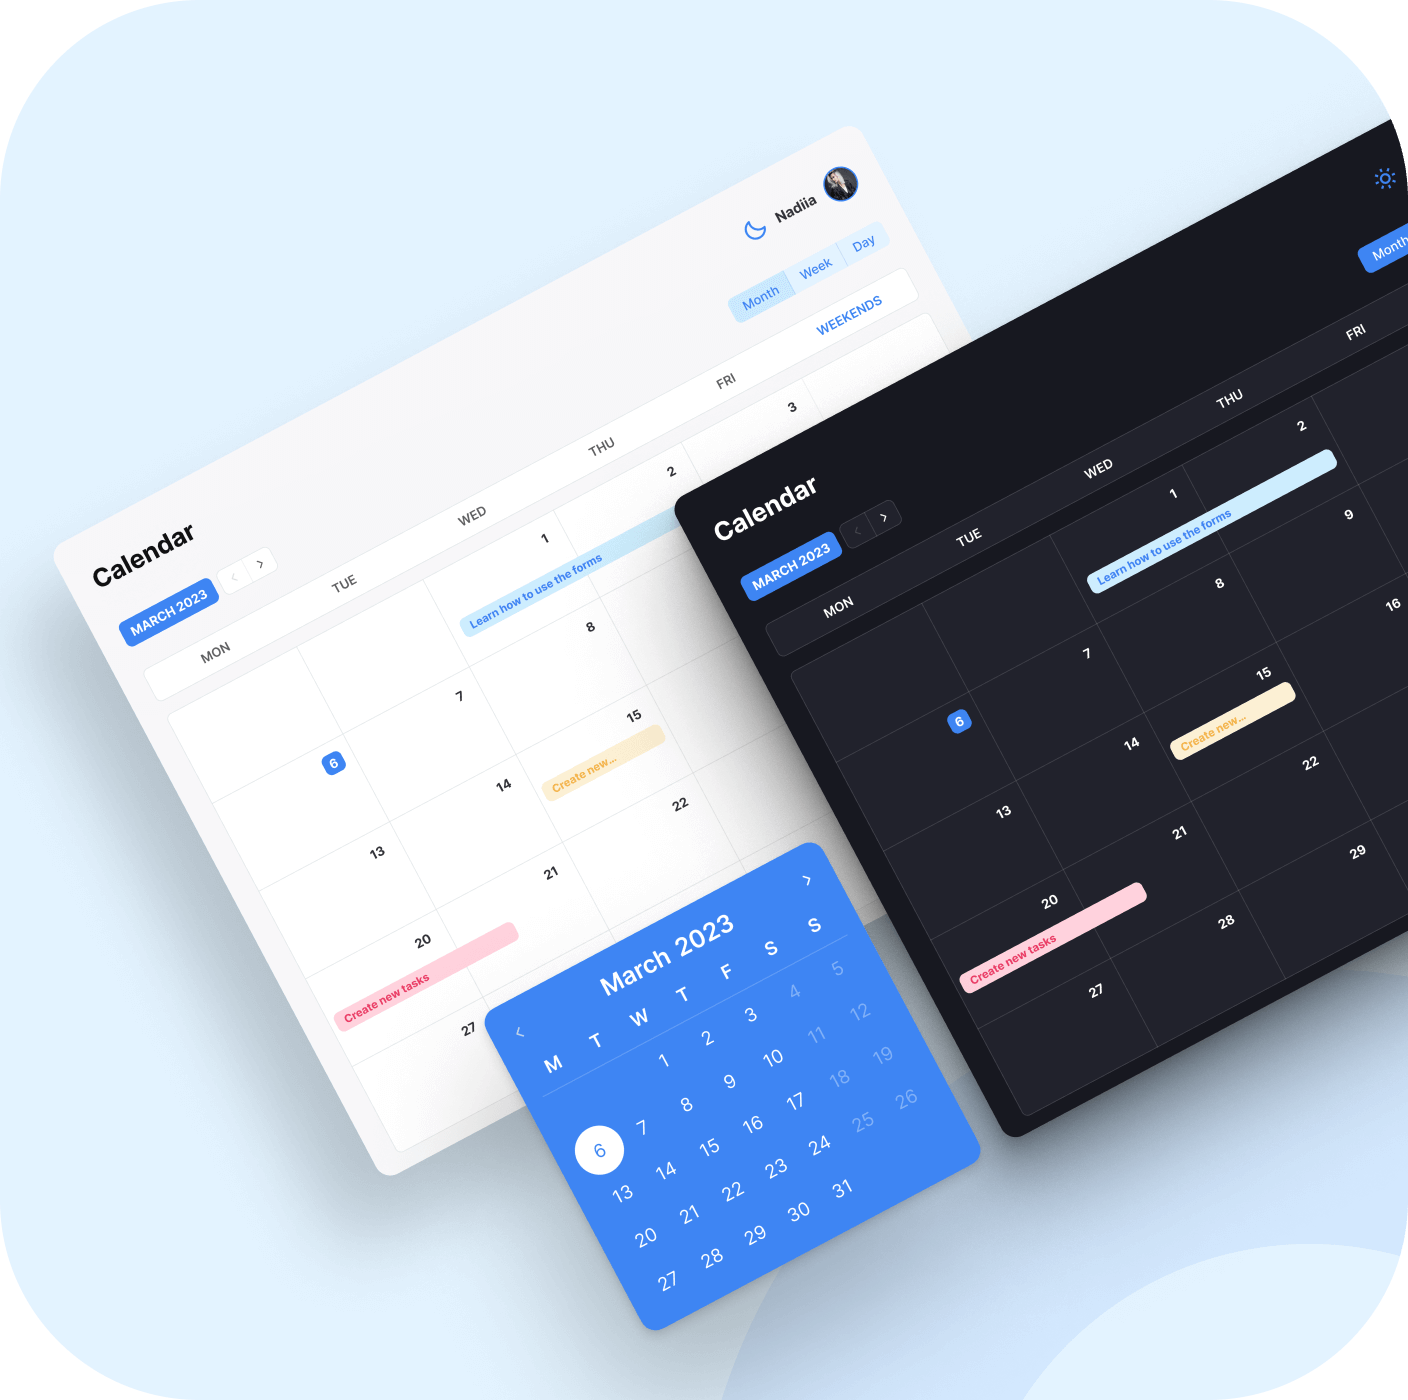 Nadiia
Month Week Day
Calendar
MARCH 2023
MON TUE WED THU FRI WEEKENDS
1 2 3
Learn how to use the forms
6 7 8
13 14 15
Create new...
20 21 22
Create new tasks
27
Month
Calendar
MARCH 2023
MON TUE WED THU FRI
1 2
Learn how to use the forms
6 7 8 9
13 14 15 16
Create new...
20 21 22
Create new tasks
27 28 29
March 2023
M T W T F S S
1 2 3 4 5
6 7 8 9 10 11 12
13 14 15 16 17 18 19
20 21 22 23 24 25 26
27 28 29 30 31